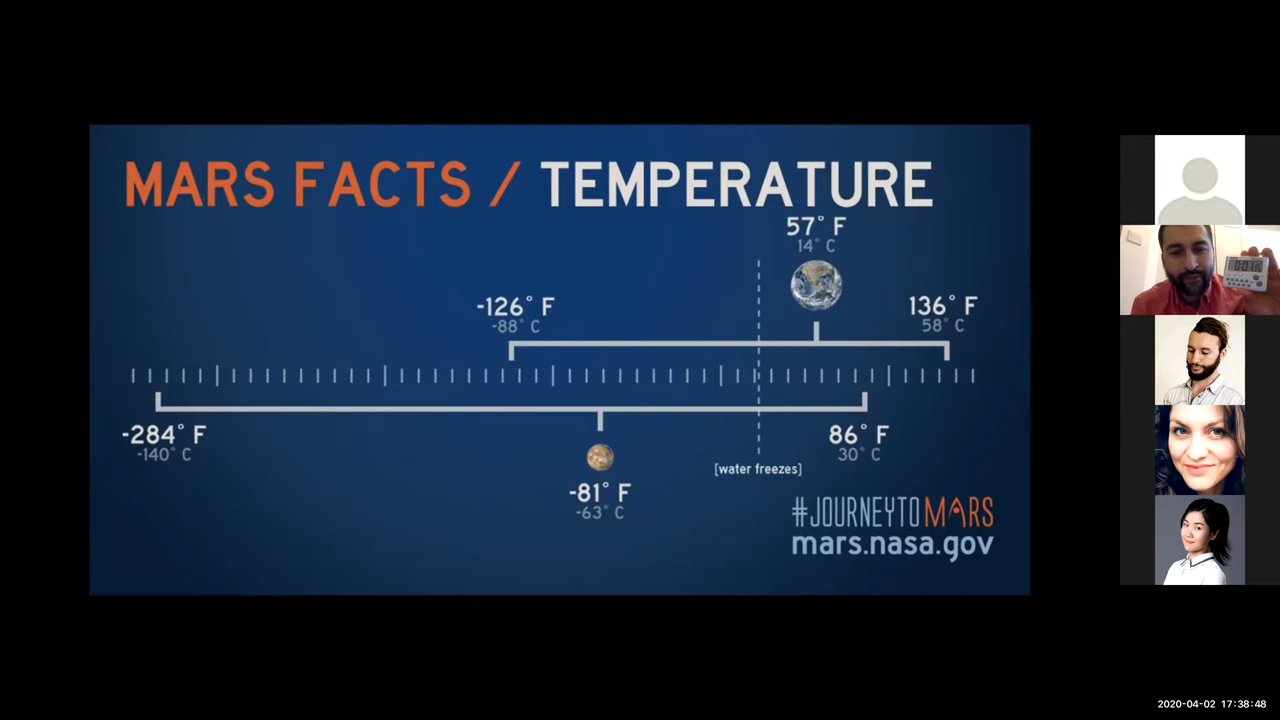 MARS FACTS / TEMPERATURE
57° F
14° C
-126° F
-88° C
136° F
58° C
-284° F
-140° C
86° F
30° C
[water freezes]
-81° F
-63° C
#JOURNEYTOMARS
mars.nasa.gov
2020-04-02 17:38:48